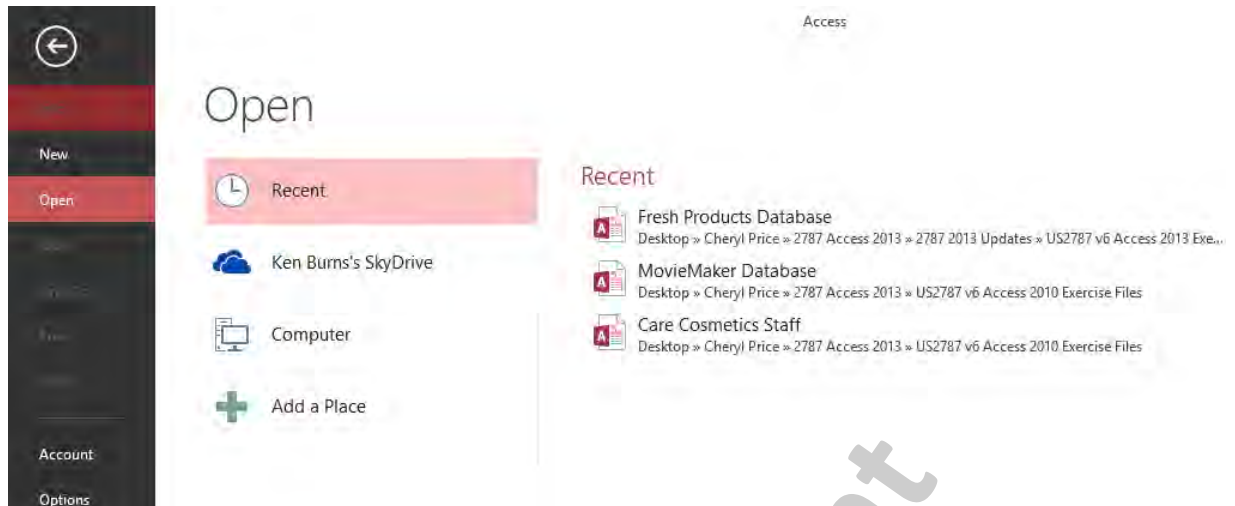 Access
Open
New
Open
Account
Options
Recent
Ken Burns's SkyDrive
Computer
Add a Place
Recent
Fresh Products Database
Desktop » Cheryl Price » 2787 Access 2013 » 2787 2013 Updates » US2787 v6 Access 2013 Exe...
MovieMaker Database
Desktop » Cheryl Price » 2787 Access 2013 » US2787 v6 Access 2010 Exercise Files
Care Cosmetics Staff
Desktop » Cheryl Price » 2787 Access 2013 » US2787 v6 Access 2010 Exercise Files